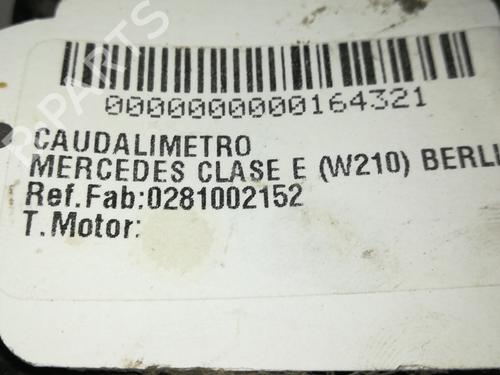 0000000000164321
CAUDALIMETRO
MERCEDES CLASE E (W210) BERLI
Ref.Fab:0281002152
T.Motor: